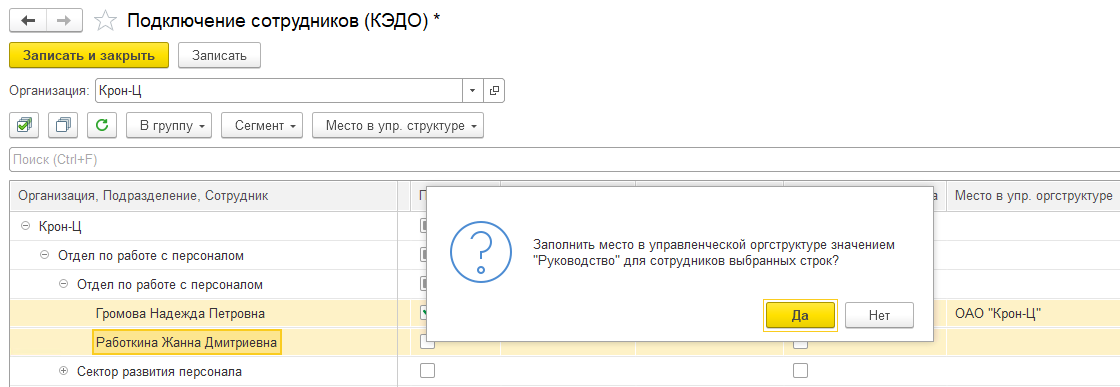 Подключение сотрудников (КЭДО) *
Записать и закрыть
Записать
Организация:
Крон-Ц
В группу
Сегмент
Место в упр. структуре
Поиск (Ctrl+F)
Организация, Подразделение, Сотрудник
Место в упр. оргструктуре
Крон-Ц
Отдел по работе с персоналом
Отдел по работе с персоналом
Громова Надежда Петровна
ОАО "Крон-Ц"
Работкина Жанна Дмитриевна
Сектор развития персонала
Заполнить место в управленческой оргструктуре значением
"Руководство" для сотрудников выбранных строк?
Да
Нет